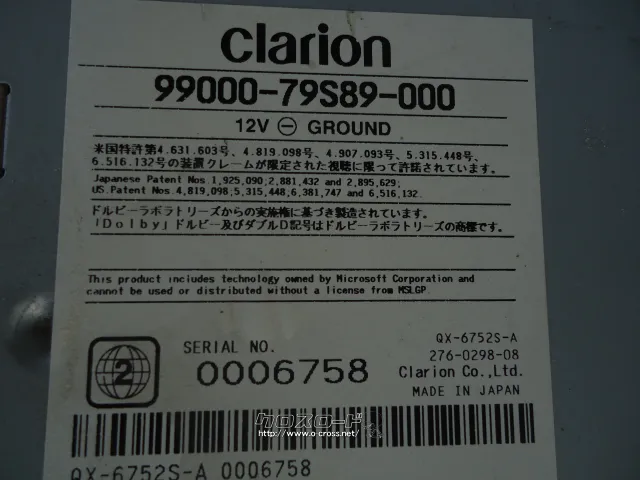 clarion
99000-79S89-000
12V ⊖ GROUND
米国特許第4.631.603号、4.819.098号、4.907.093号、5.315.448号、
6.516.132号の装置クレームが限定された視聴に限って許諾されています。
Japanese Patent Nos.1,925,090;2,881,432 and 2,895,629;
US.Patent Nos.4,819,098;5,315,448;6,381,747 and 6,516,132.
ドルビーラボラトリーズからの実施権に基づき製造されています。
「Dolby」ドルビー及びダブルD記号はドルビーラボラトリーズの商標です。
This product includes technology owned by Microsoft Corporation and
cannot be used or distributed without a license from MSLGP.
2
SERIAL NO.
0006758
QX-6752S-A
276-0298-08
Clarion Co.,Ltd.
MADE IN JAPAN
クロスロード
http://www.o-cross.net/
QX-6752S-A 0006758